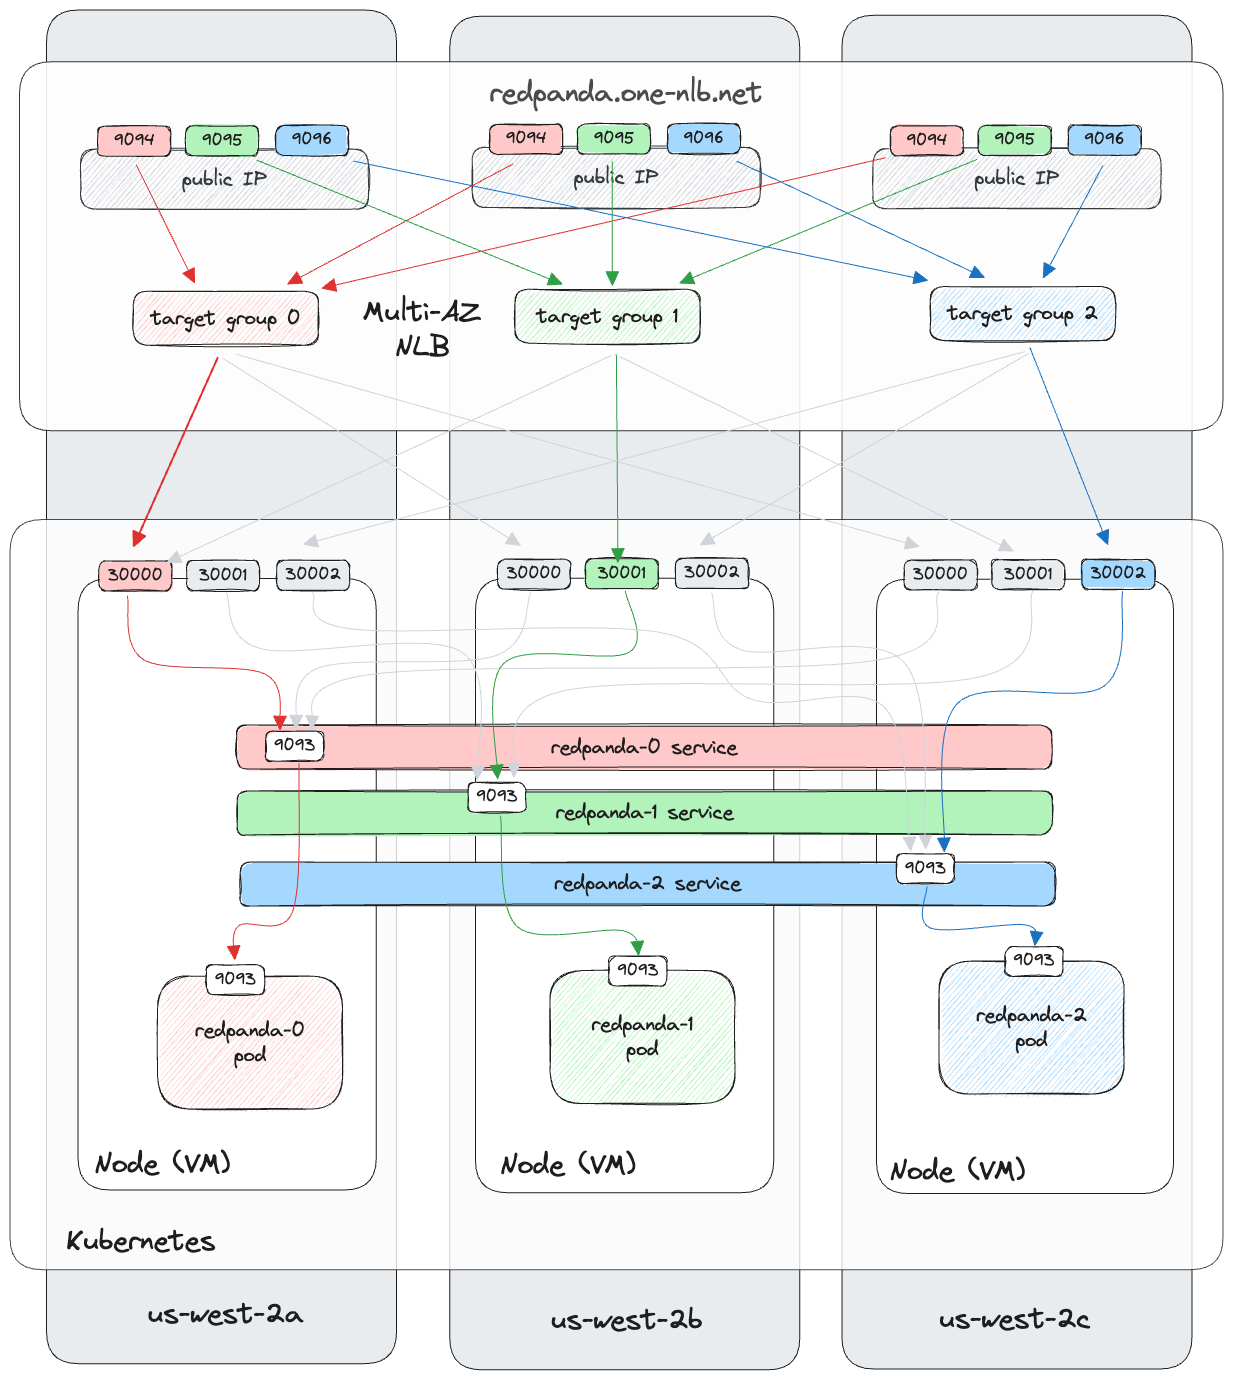 redpanda.one-nlb.net
9094
9095
9096
public IP
9094
9095
9096
public IP
9094
9095
9096
public IP
target group 0
Multi-AZ
NLB
target group 1
target group 2
30000
30001
30002
30000
30001
30002
30000
30001
30002
9093
redpanda-0 service
9093
redpanda-1 service
9093
redpanda-2 service
9093
redpanda-0
pod
9093
redpanda-1
pod
9093
redpanda-2
pod
Node (VM)
Node (VM)
Node (VM)
Kubernetes
us-west-2a
us-west-2b
us-west-2c